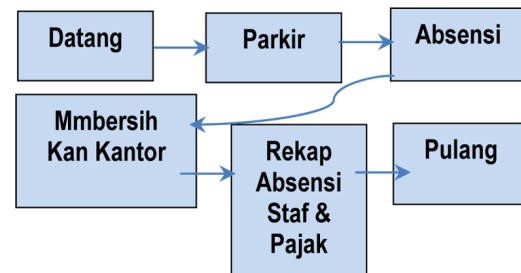 Datang
Parkir
Absensi
Mmbersih
Kan Kantor
Rekap
Absensi
Staf &
Pajak
Pulang